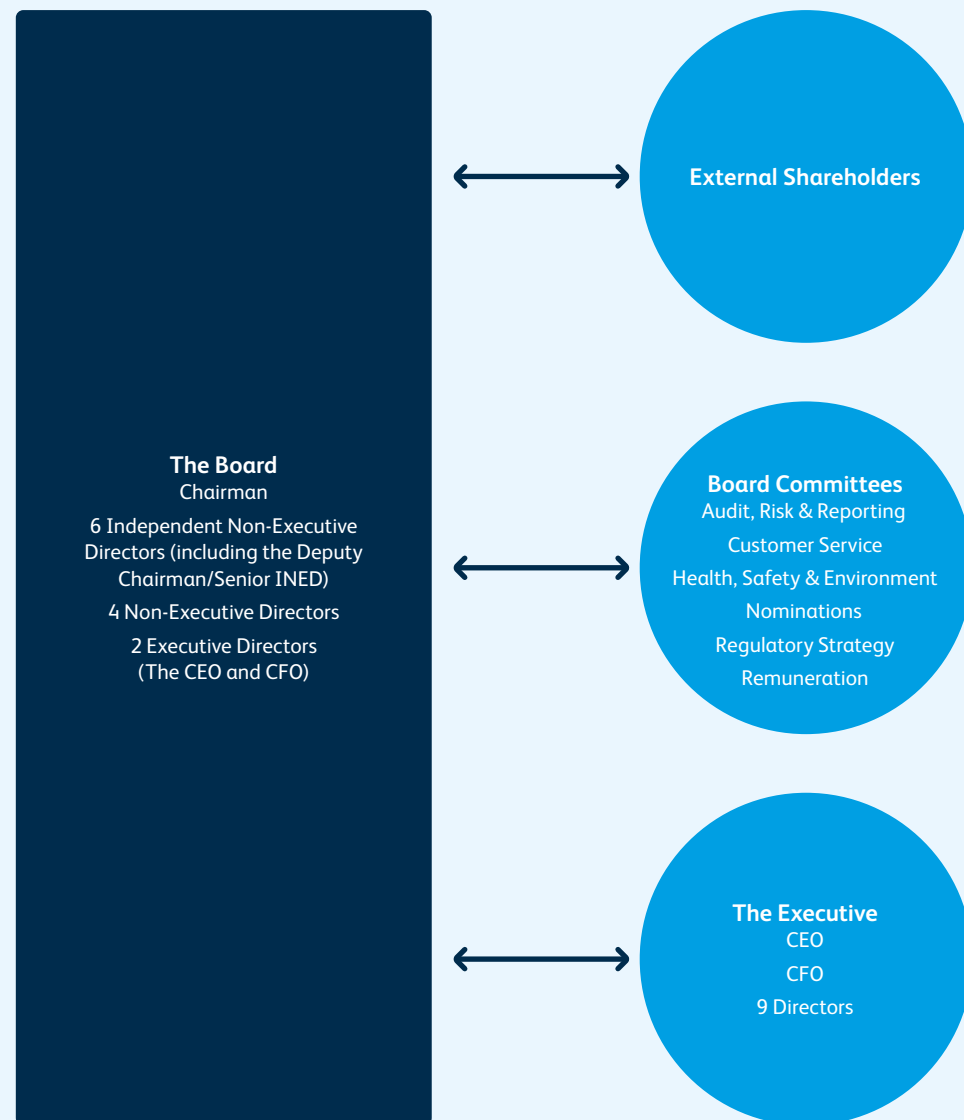 The Board
Chairman
6 Independent Non-Executive
Directors (including the Deputy
Chairman/Senior INED)
4 Non-Executive Directors
2 Executive Directors
(The CEO and CFO)
External Shareholders
Board Committees
Audit, Risk & Reporting
Customer Service
Health, Safety & Environment
Nominations
Regulatory Strategy
Remuneration
The Executive
CEO
CFO
9 Directors